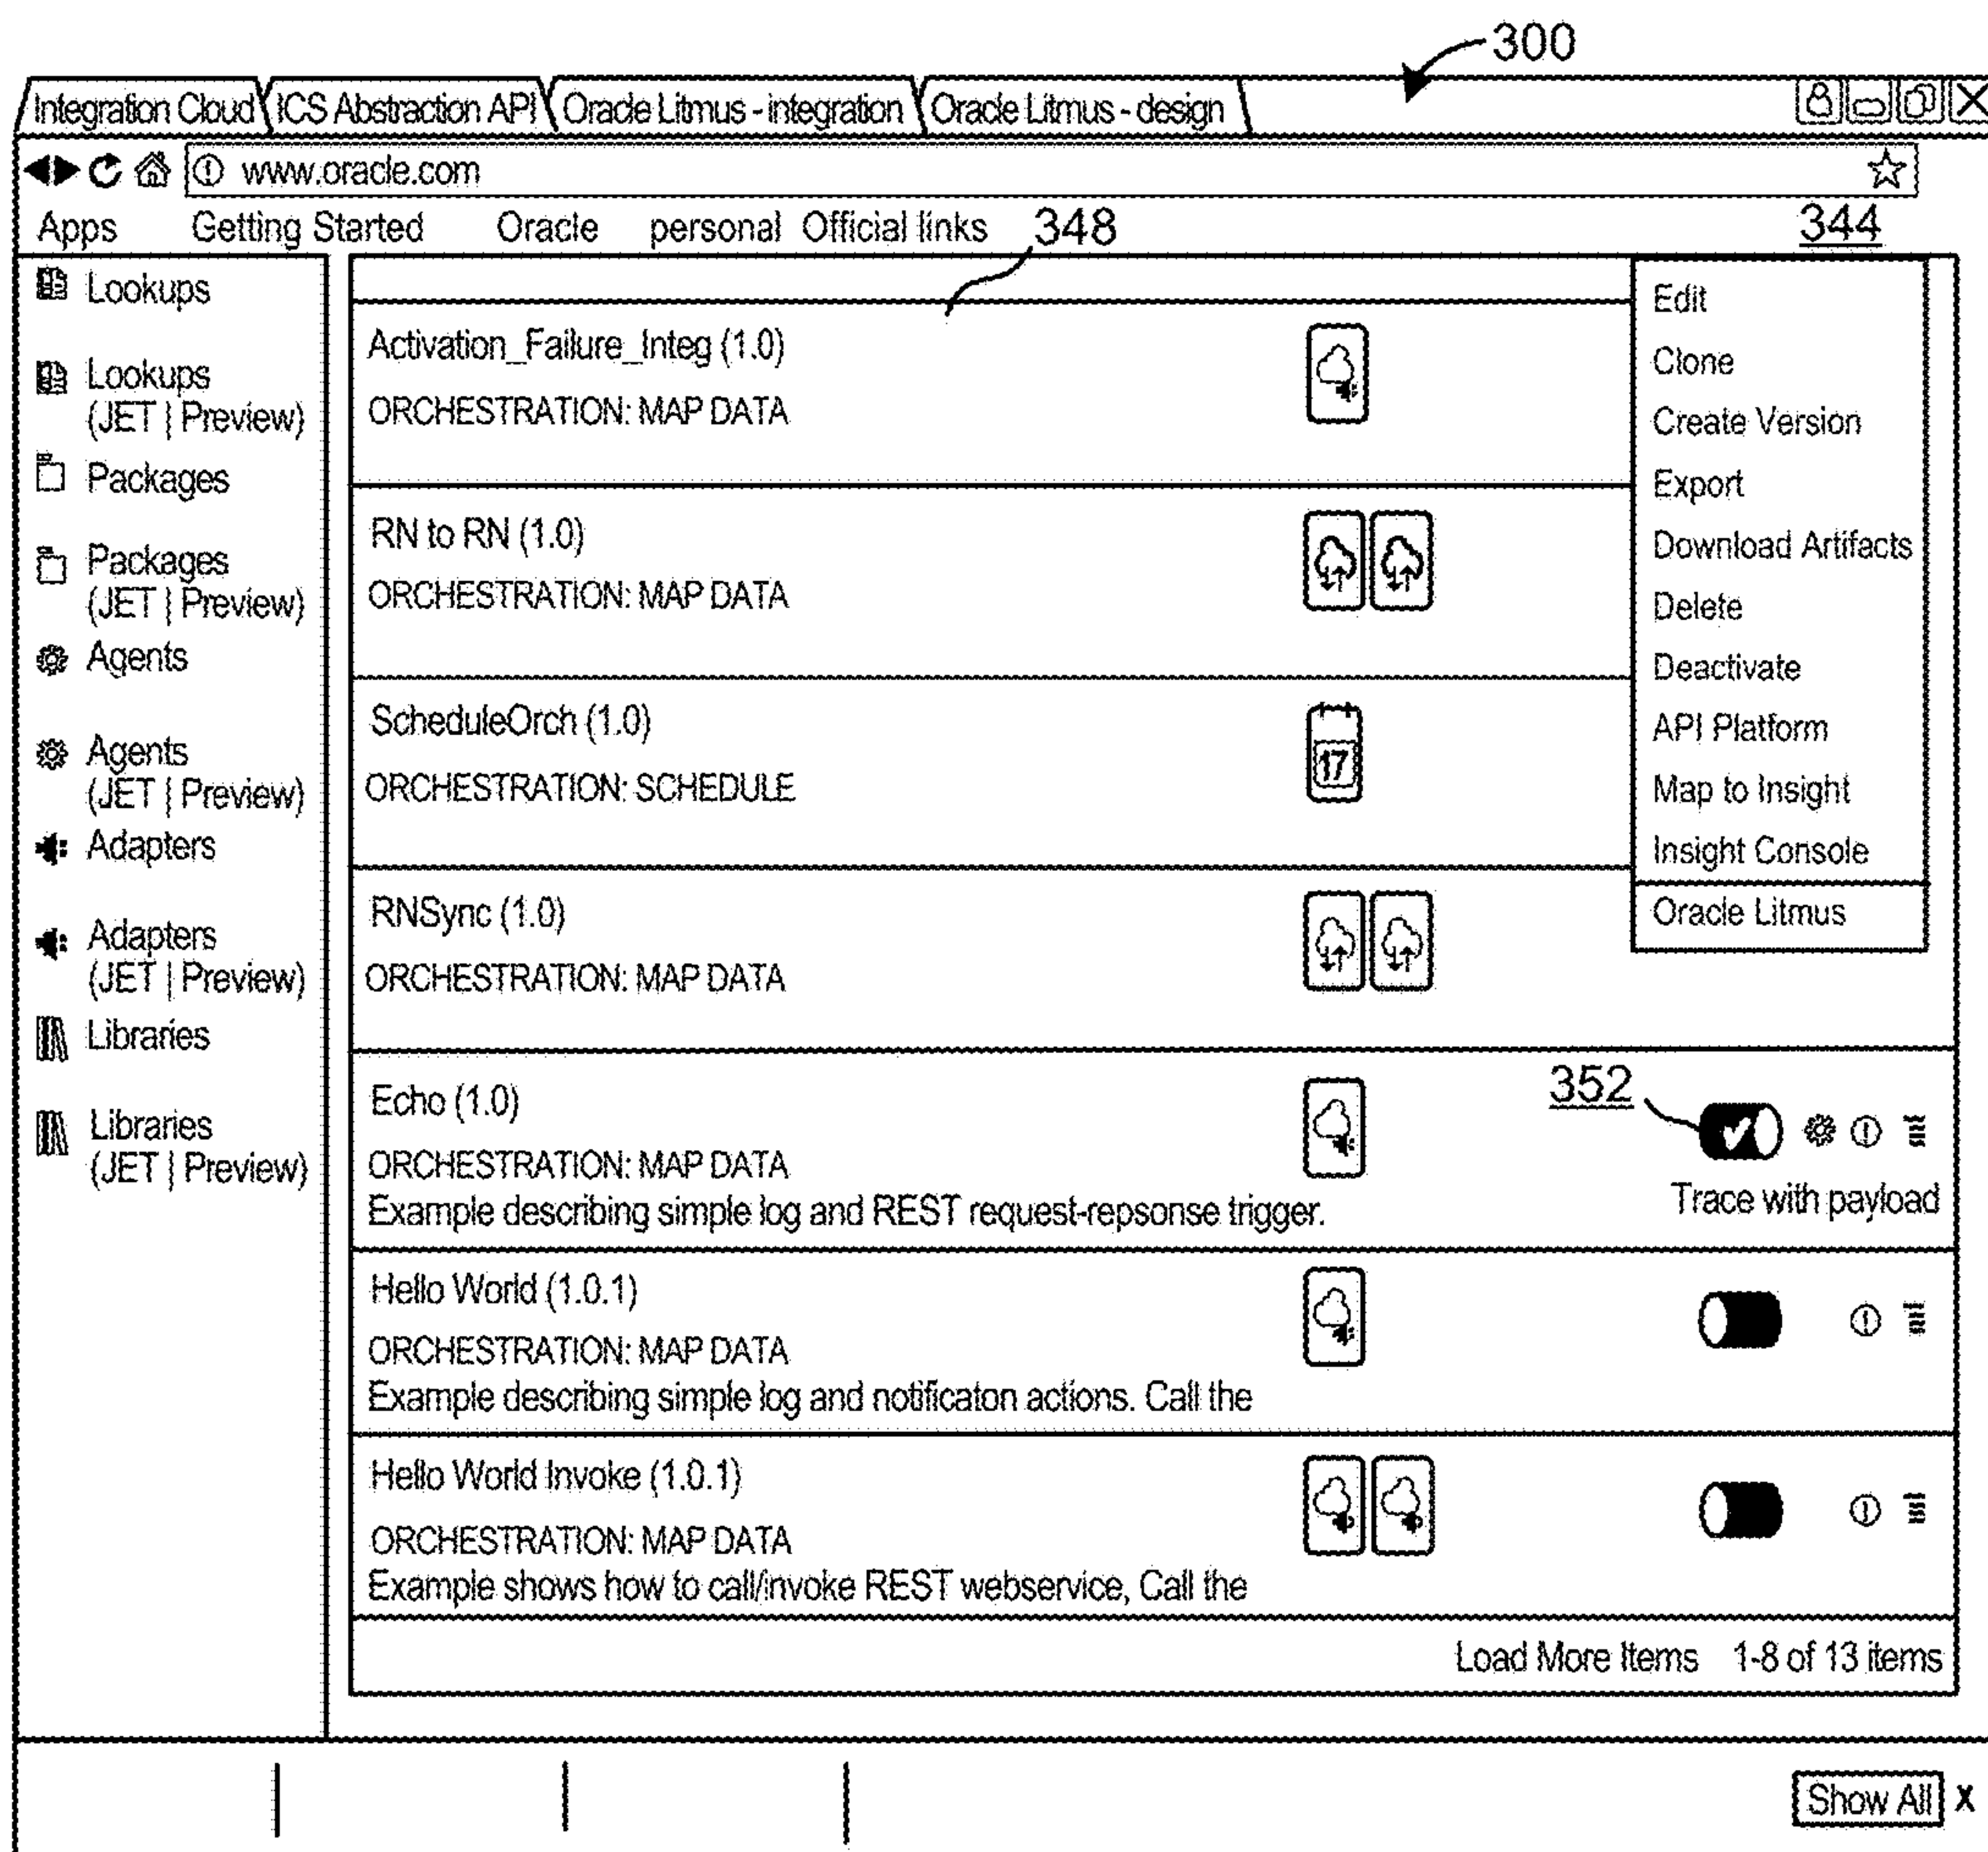 300
Integration Cloud ICS Abstraction API Oracle Litmus - integration Oracle Litmus - design
www.oracle.com
Apps Getting Started Oracle personal Official links 348 344
Lookups
Lookups
(JET | Preview)
Packages
Packages
(JET | Preview)
Agents
Agents
(JET | Preview)
Adapters
Adapters
(JET | Preview)
Libraries
Libraries
(JET | Preview)
Activation_Failure_Integ (1.0)
ORCHESTRATION: MAP DATA
RN to RN (1.0)
ORCHESTRATION: MAP DATA
ScheduleOrch (1.0)
17
ORCHESTRATION: SCHEDULE
RNSync (1.0)
ORCHESTRATION: MAP DATA
Edit
Clone
Create Version
Export
Download Artifacts
Delete
Deactivate
API Platform
Map to Insight
Insight Console
Oracle Litmus
Echo (1.0)
352
ORCHESTRATION: MAP DATA
Example describing simple log and REST request-repsonse trigger.
Trace with payload
Hello World (1.0.1)
ORCHESTRATION: MAP DATA
Example describing simple log and notificaton actions. Call the
Hello World Invoke (1.0.1)
ORCHESTRATION: MAP DATA
Example shows how to call/invoke REST webservice, Call the
Load More Items 1-8 of 13 items
Show All X